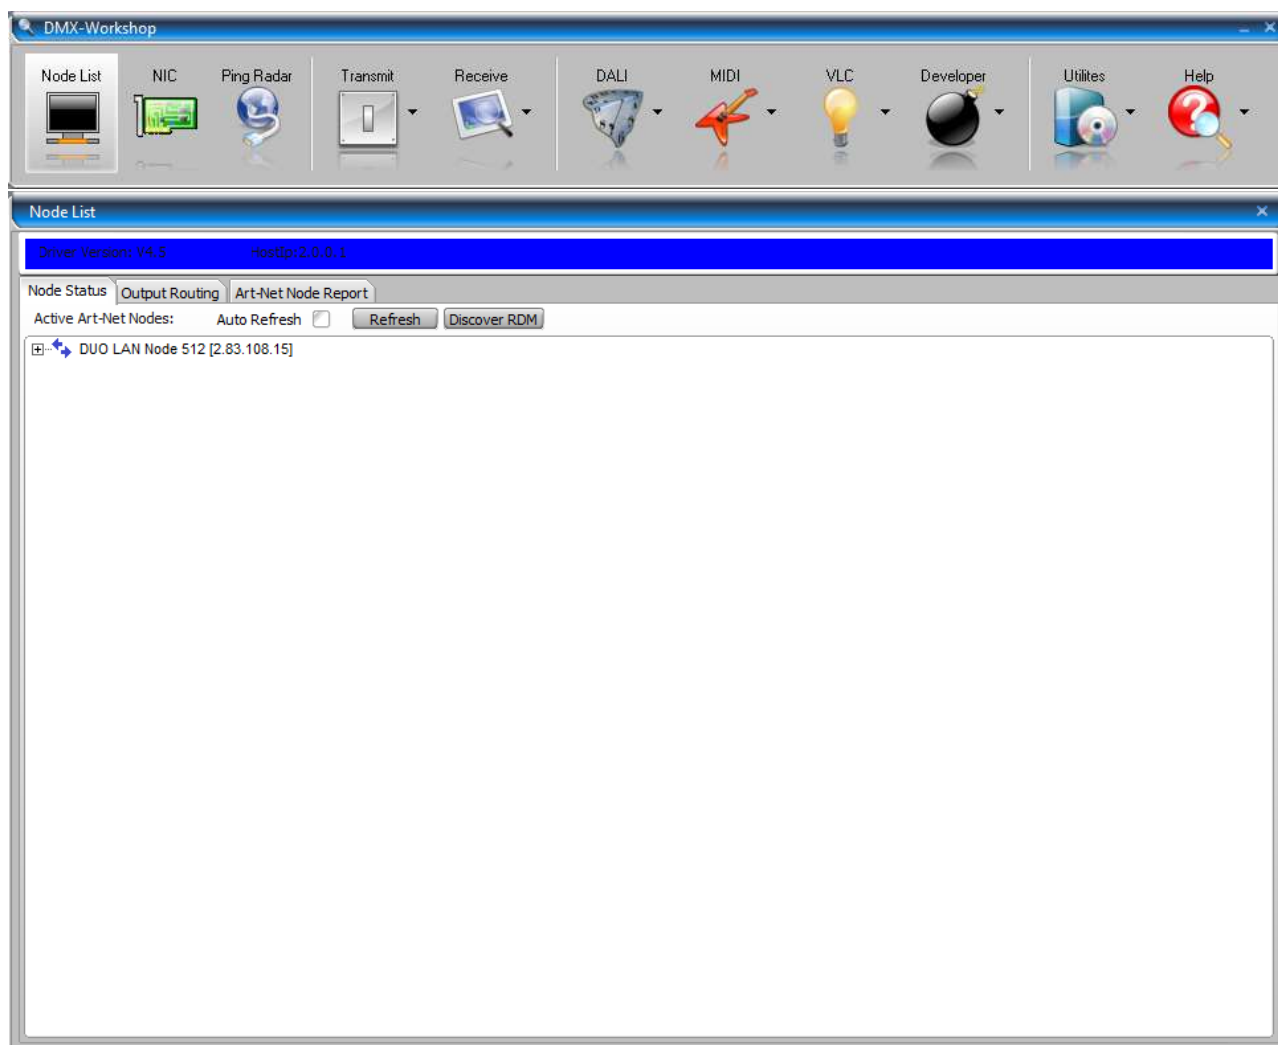 DMX-Workshop
Node List NIC Ping Radar Transmit Receive DALI MIDI VLC Developer Utilites Help
Node List
Driver Version: V4.5 HostIp:2.0.0.1
Node Status Output Routing Art-Net Node Report
Active Art-Net Nodes: Auto Refresh Refresh Discover RDM
DUO LAN Node 512 [2.83.108.15]